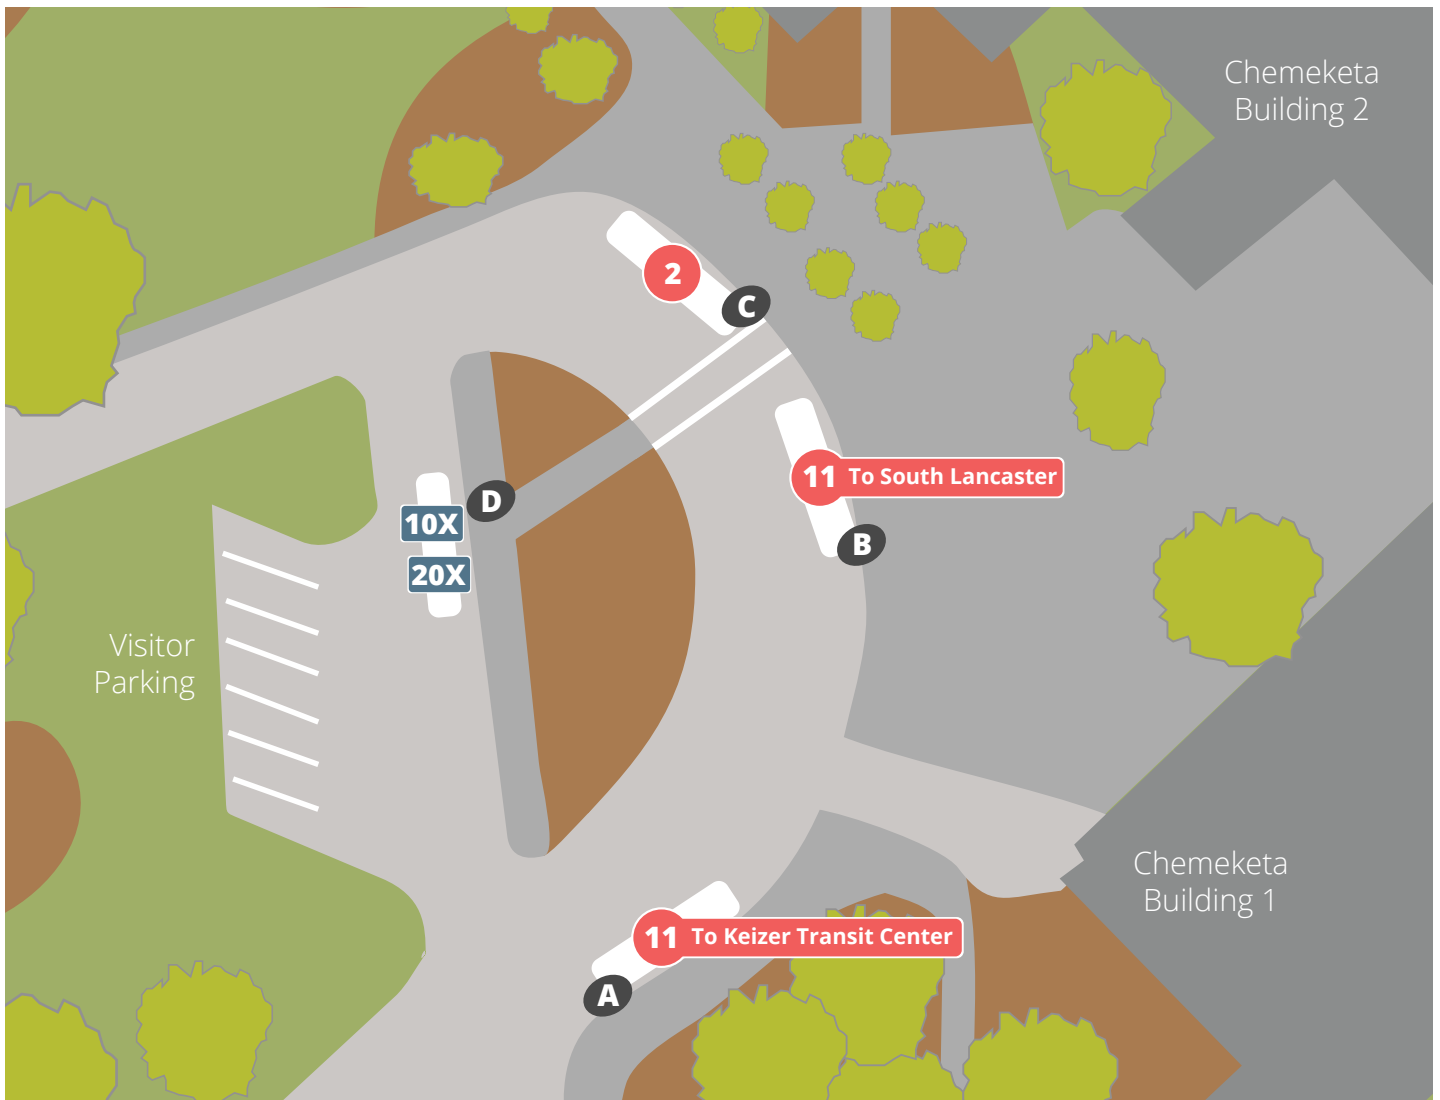 Chemeketa
Building 2
2
C
11 To South Lancaster
D
10X
B
20X
Visitor
Parking
Chemeketa
Building 1
11 To Keizer Transit Center
A